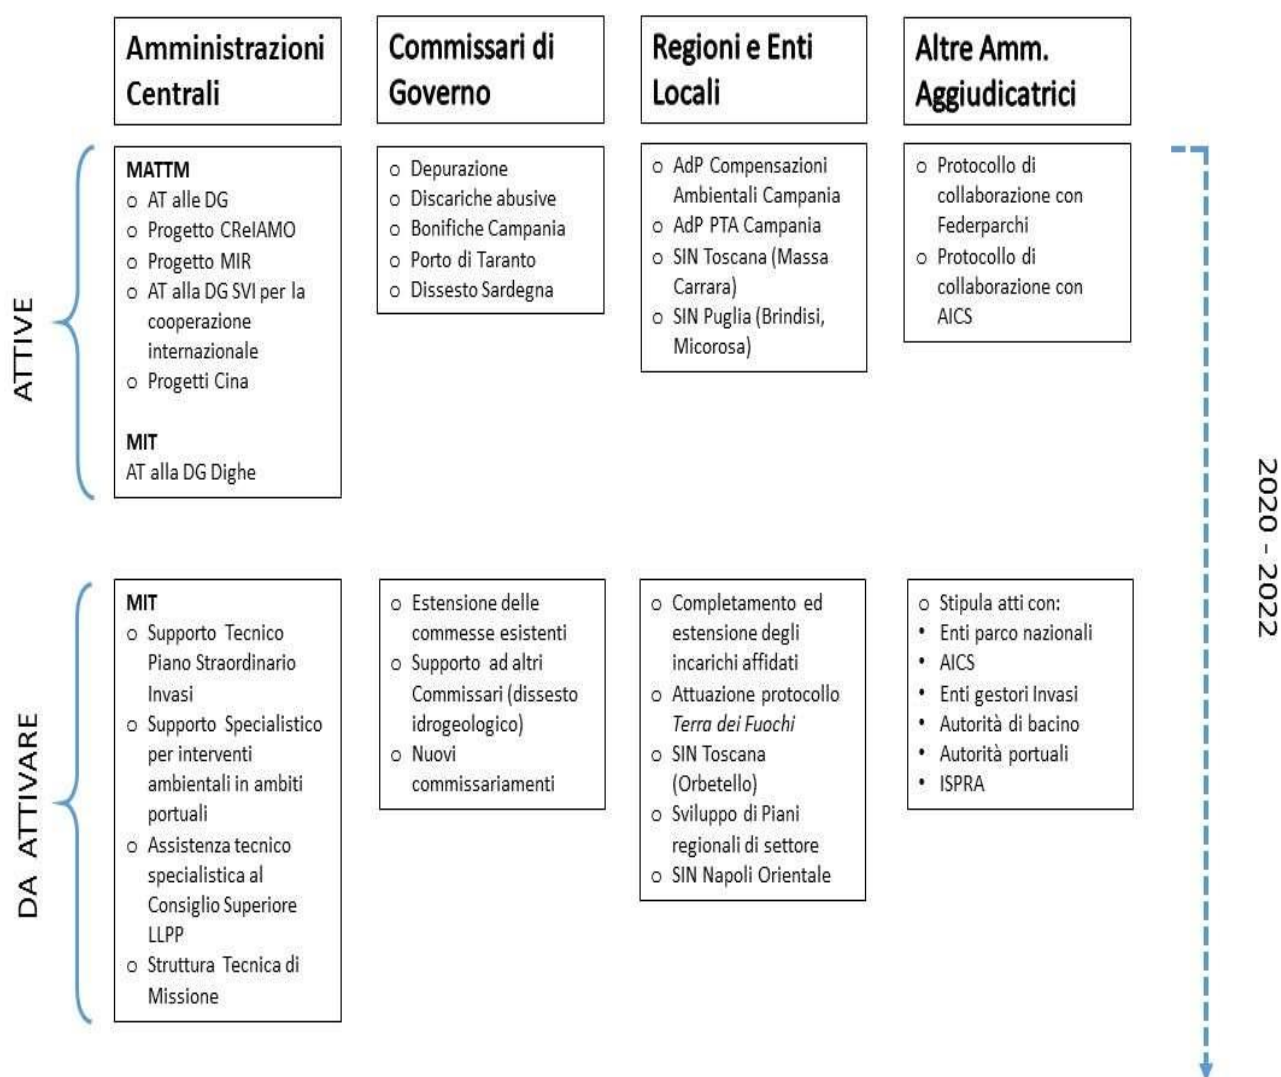 Amministrazioni
Centrali
Commissari di
Governo
Regioni e Enti
Locali
Altre Amm.
Aggiudicatrici
ATTIVE
MATTM
o AT alle DG
o Progetto CReIAMO
o Progetto MIR
o AT alla DG SVI per la
cooperazione
internazionale
o Progetti Cina
MIT
AT alla DG Dighe
o Depurazione
o Discariche abusive
o Bonifiche Campania
o Porto di Taranto
o Dissesto Sardegna
o AdP Compensazioni
Ambientali Campania
o AdP PTA Campania
o SIN Toscana (Massa
Carrara)
o SIN Puglia (Brindisi,
Micorosa)
o Protocollo di
collaborazione con
Federparchi
o Protocollo di
collaborazione con
AICS
2020 - 2022
DA ATTIVARE
MIT
o Supporto Tecnico
Piano Straordinario
Invasi
o Supporto Specialistico
per interventi
ambientali in ambiti
portuali
o Assistenza tecnico
specialistica al
Consiglio Superiore
LLPP
o Struttura Tecnica di
Missione
o Estensione delle
commesse esistenti
o Supporto ad altri
Commissari (dissesto
idrogeologico)
o Nuovi
commissariamenti
o Completamento ed
estensione degli
incarichi affidati
o Attuazione protocollo
Terra dei Fuochi
o SIN Toscana
(Orbetello)
o Sviluppo di Piani
regionali di settore
o SIN Napoli Orientale
o Stipula atti con:
• Enti parco nazionali
• AICS
• Enti gestori Invasi
• Autorità di bacino
• Autorità portuali
• ISPRA